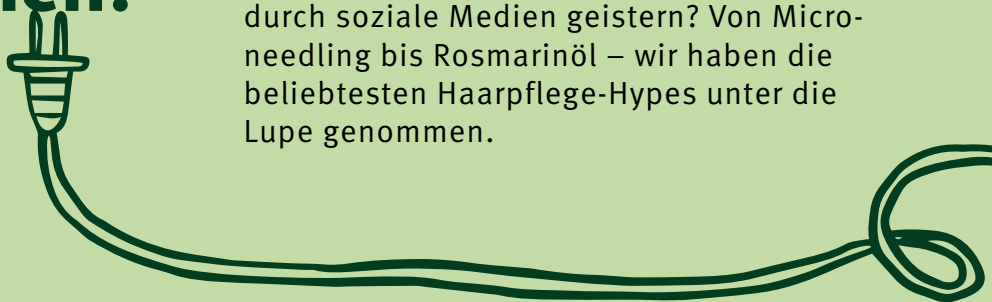 durch soziale Medien geistern? Von Micro-
needling bis Rosmarinöl – wir haben die
beliebtesten Haarpflege-Hypes unter die
Lupe genommen.